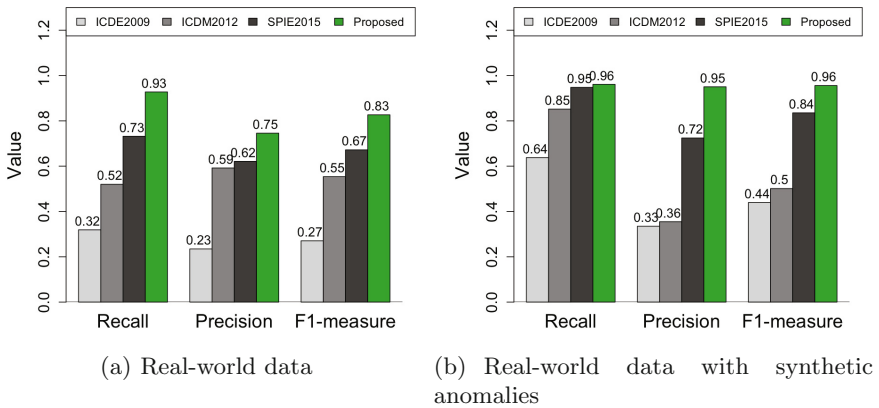 ICDE2009 ICDM2012 SPIE2015 Proposed
Value
0.0 0.2 0.4 0.6 0.8 1.0 1.2
0.32 0.52 0.73 0.93
0.23 0.59 0.62 0.75
0.27 0.55 0.67 0.83
Recall Precision F1-measure
(a) Real-world data
ICDE2009 ICDM2012 SPIE2015 Proposed
Value
0.0 0.2 0.4 0.6 0.8 1.0 1.2
0.64 0.85 0.95 0.96
0.33 0.36 0.72 0.95
0.44 0.5 0.84 0.96
Recall Precision F1-measure
(b) Real-world data with synthetic
anomalies